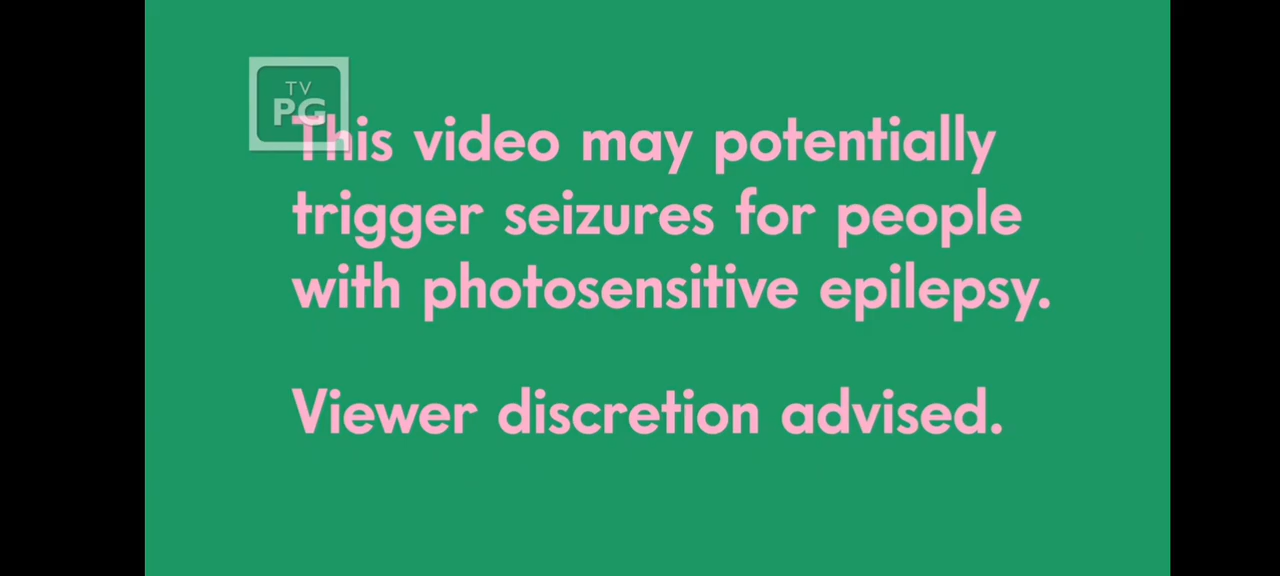 TV
PG
This video may potentially
trigger seizures for people
with photosensitive epilepsy.
Viewer discretion advised.